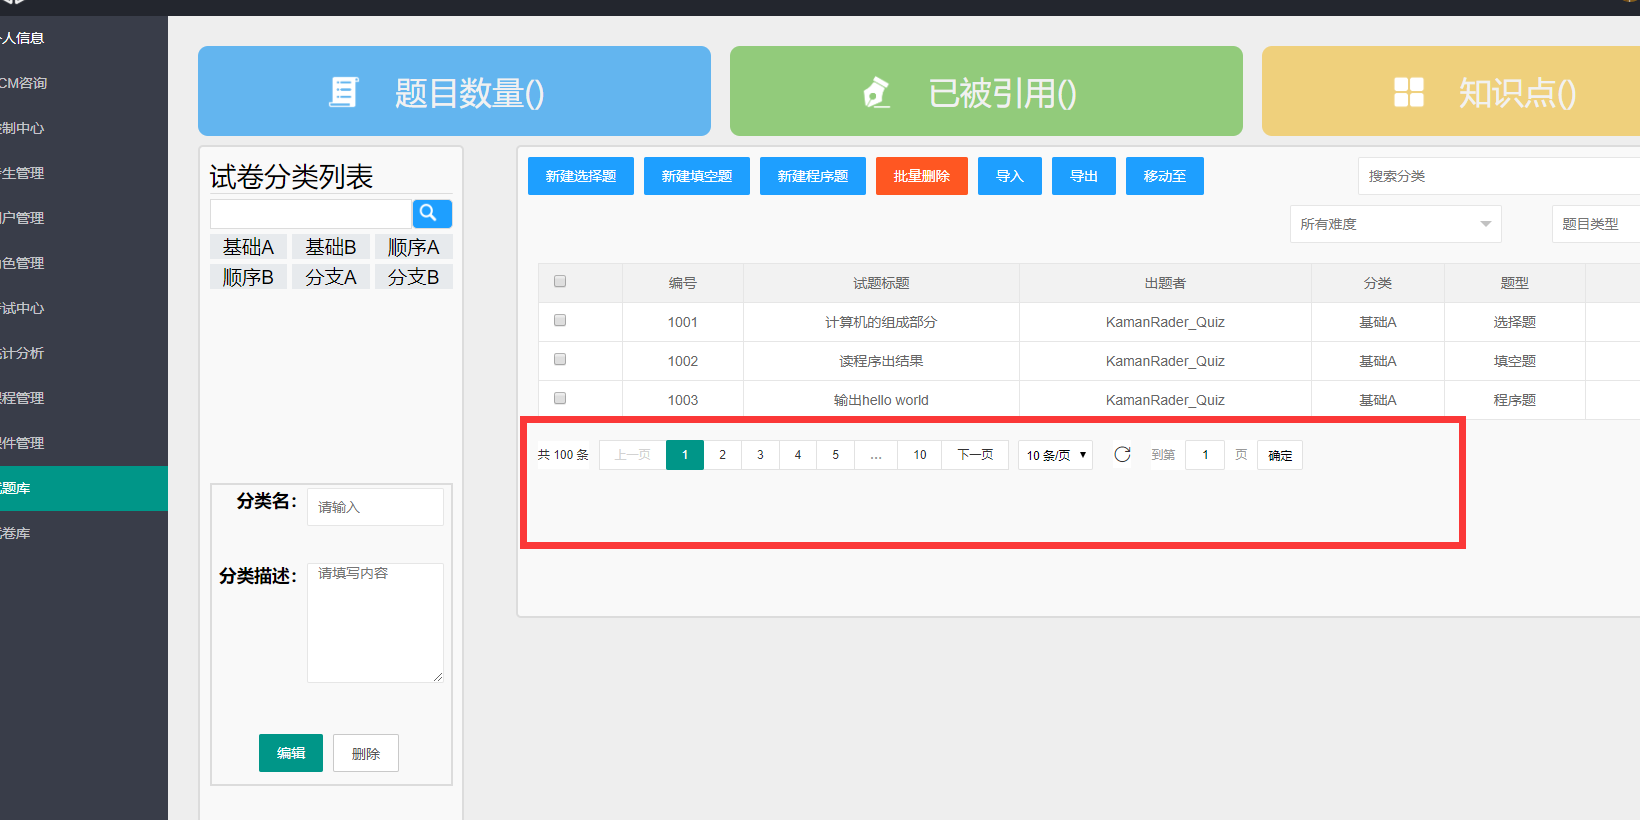 人信息
CM咨询
制中心
生管理
户管理
色管理
试中心
计分析
程管理
件管理
题库
卷库
题目数量()
已被引用()
知识点()
试卷分类列表
基础A 基础B 顺序A
顺序B 分支A 分支B
分类名：
请输入
分类描述：
请填写内容
编辑 删除
新建选择题 新建填空题 新建程序题 批量删除 导入 导出 移动至
搜索分类
所有难度
题目类型
编号 试题标题 出题者 分类 题型
1001 计算机的组成部分 KamanRader_Quiz 基础A 选择题
1002 读程序出结果 KamanRader_Quiz 基础A 填空题
1003 输出hello world KamanRader_Quiz 基础A 程序题
共 100 条 上一页 1 2 3 4 5 … 10 下一页 10 条/页 到第 1 页 确定